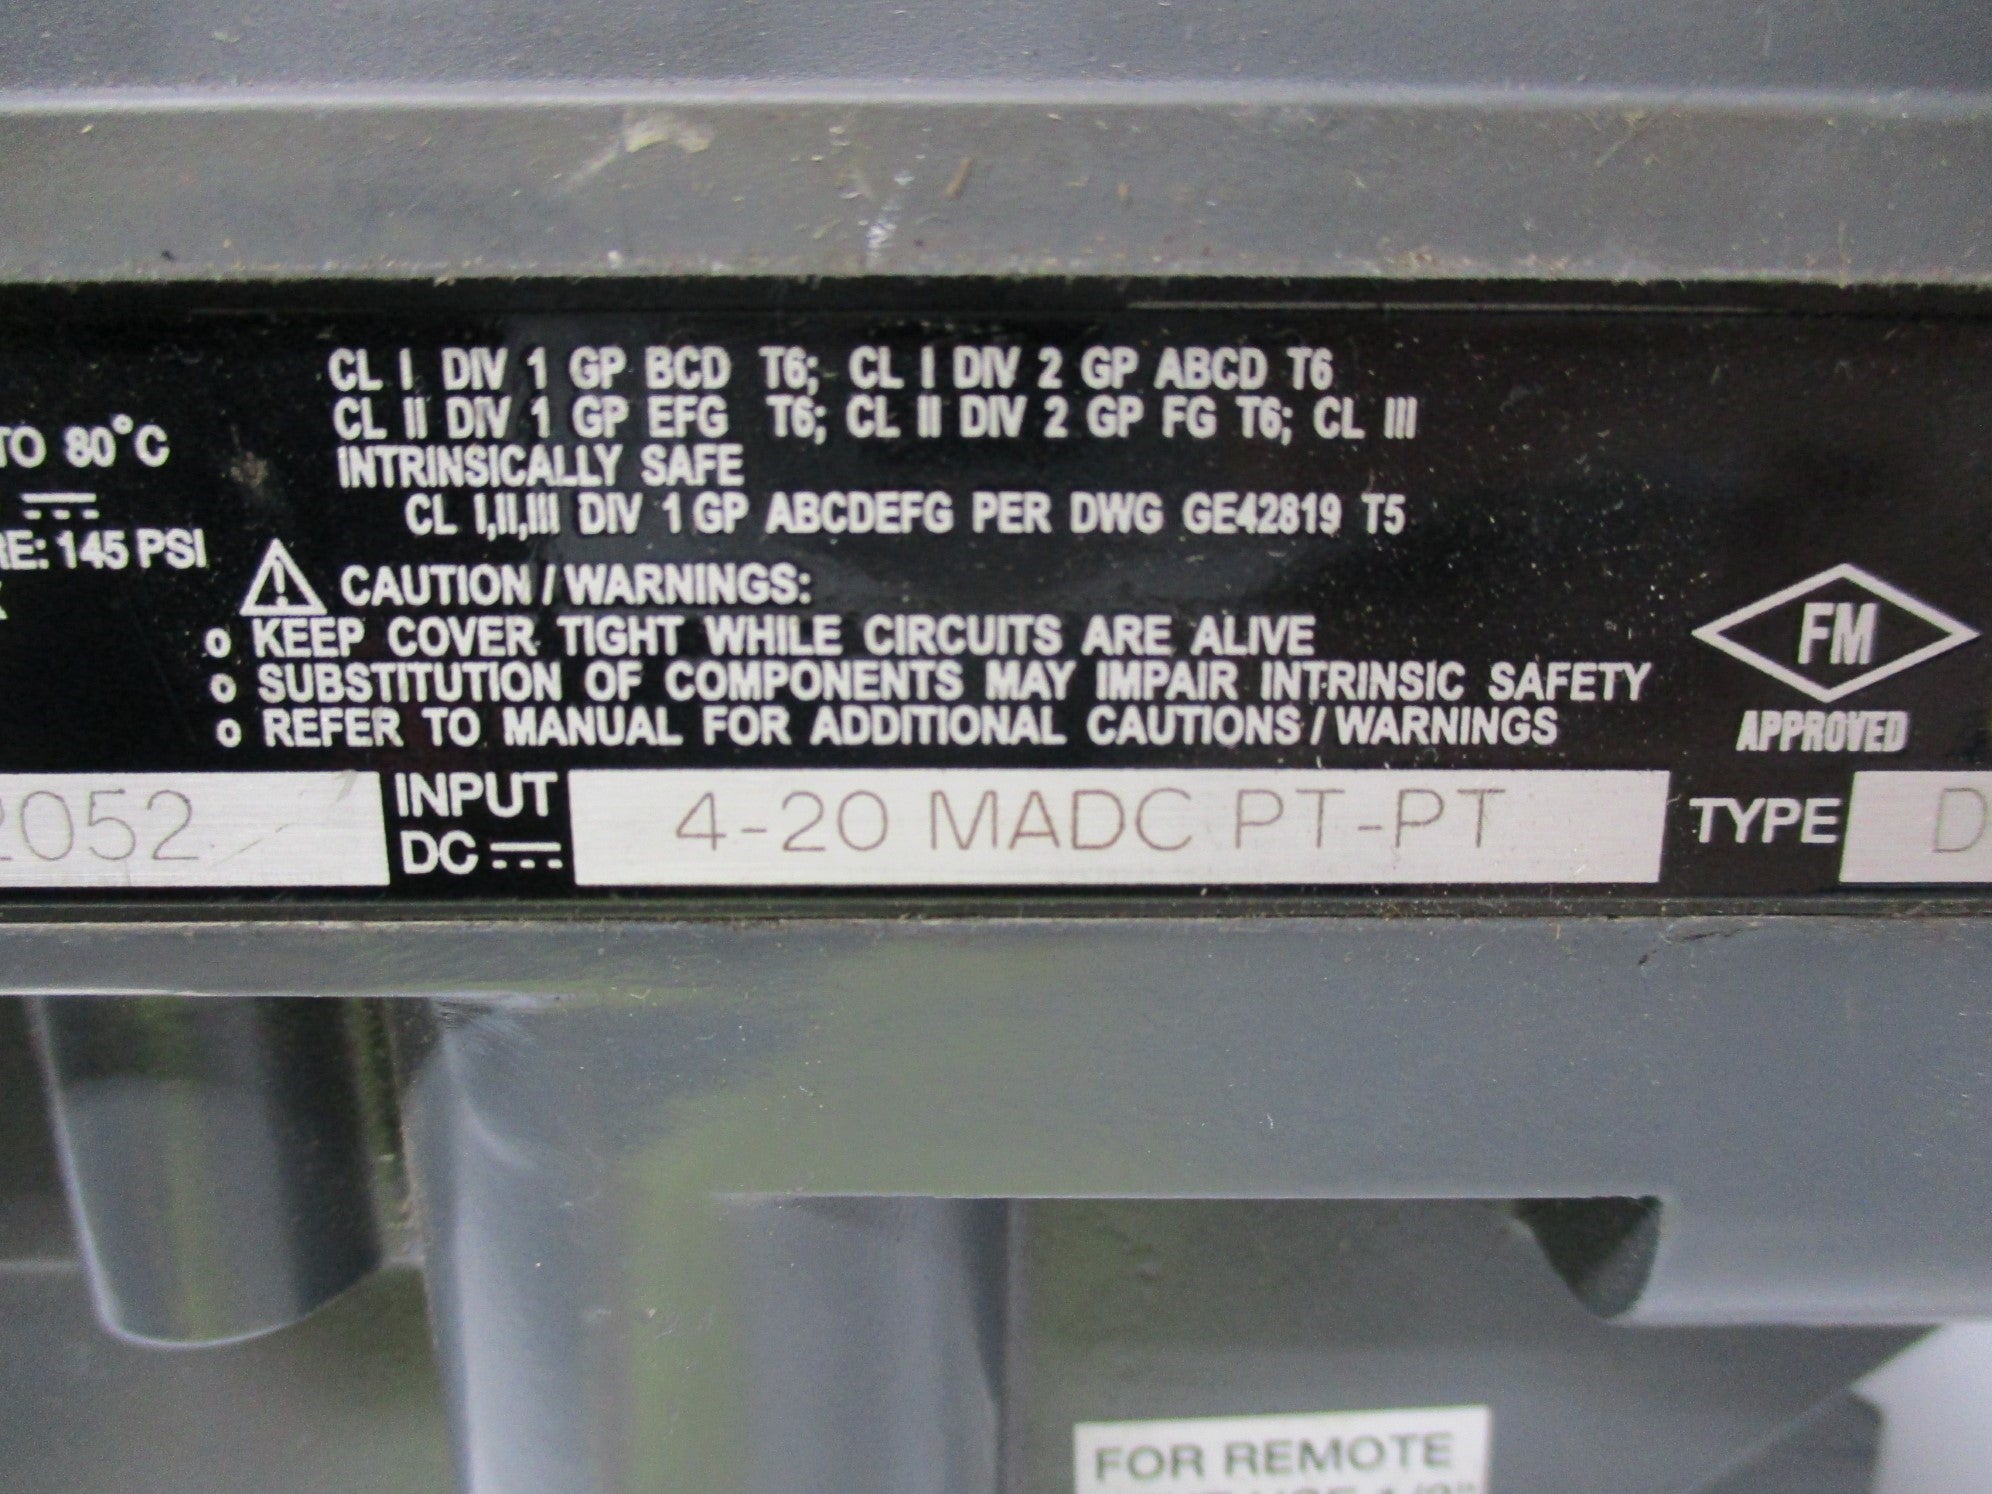 CL I DIV 1 GP BCD T6; CL I DIV 2 GP ABCD T6
CL II DIV 1 GP EFG T6; CL II DIV 2 GP FG T6; CL III
INTRINSICALLY SAFE
CL I,II,III DIV 1 GP ABCDEFG PER DWG GE42819 T5
TO 80°C
RE: 145 PSI
CAUTION / WARNINGS:
o KEEP COVER TIGHT WHILE CIRCUITS ARE ALIVE
o SUBSTITUTION OF COMPONENTS MAY IMPAIR INTRINSIC SAFETY
o REFER TO MANUAL FOR ADDITIONAL CAUTIONS / WARNINGS
FM
APPROVED
2052
INPUT
DC
4-20 MADC PT-PT
TYPE
D
FOR REMOTE